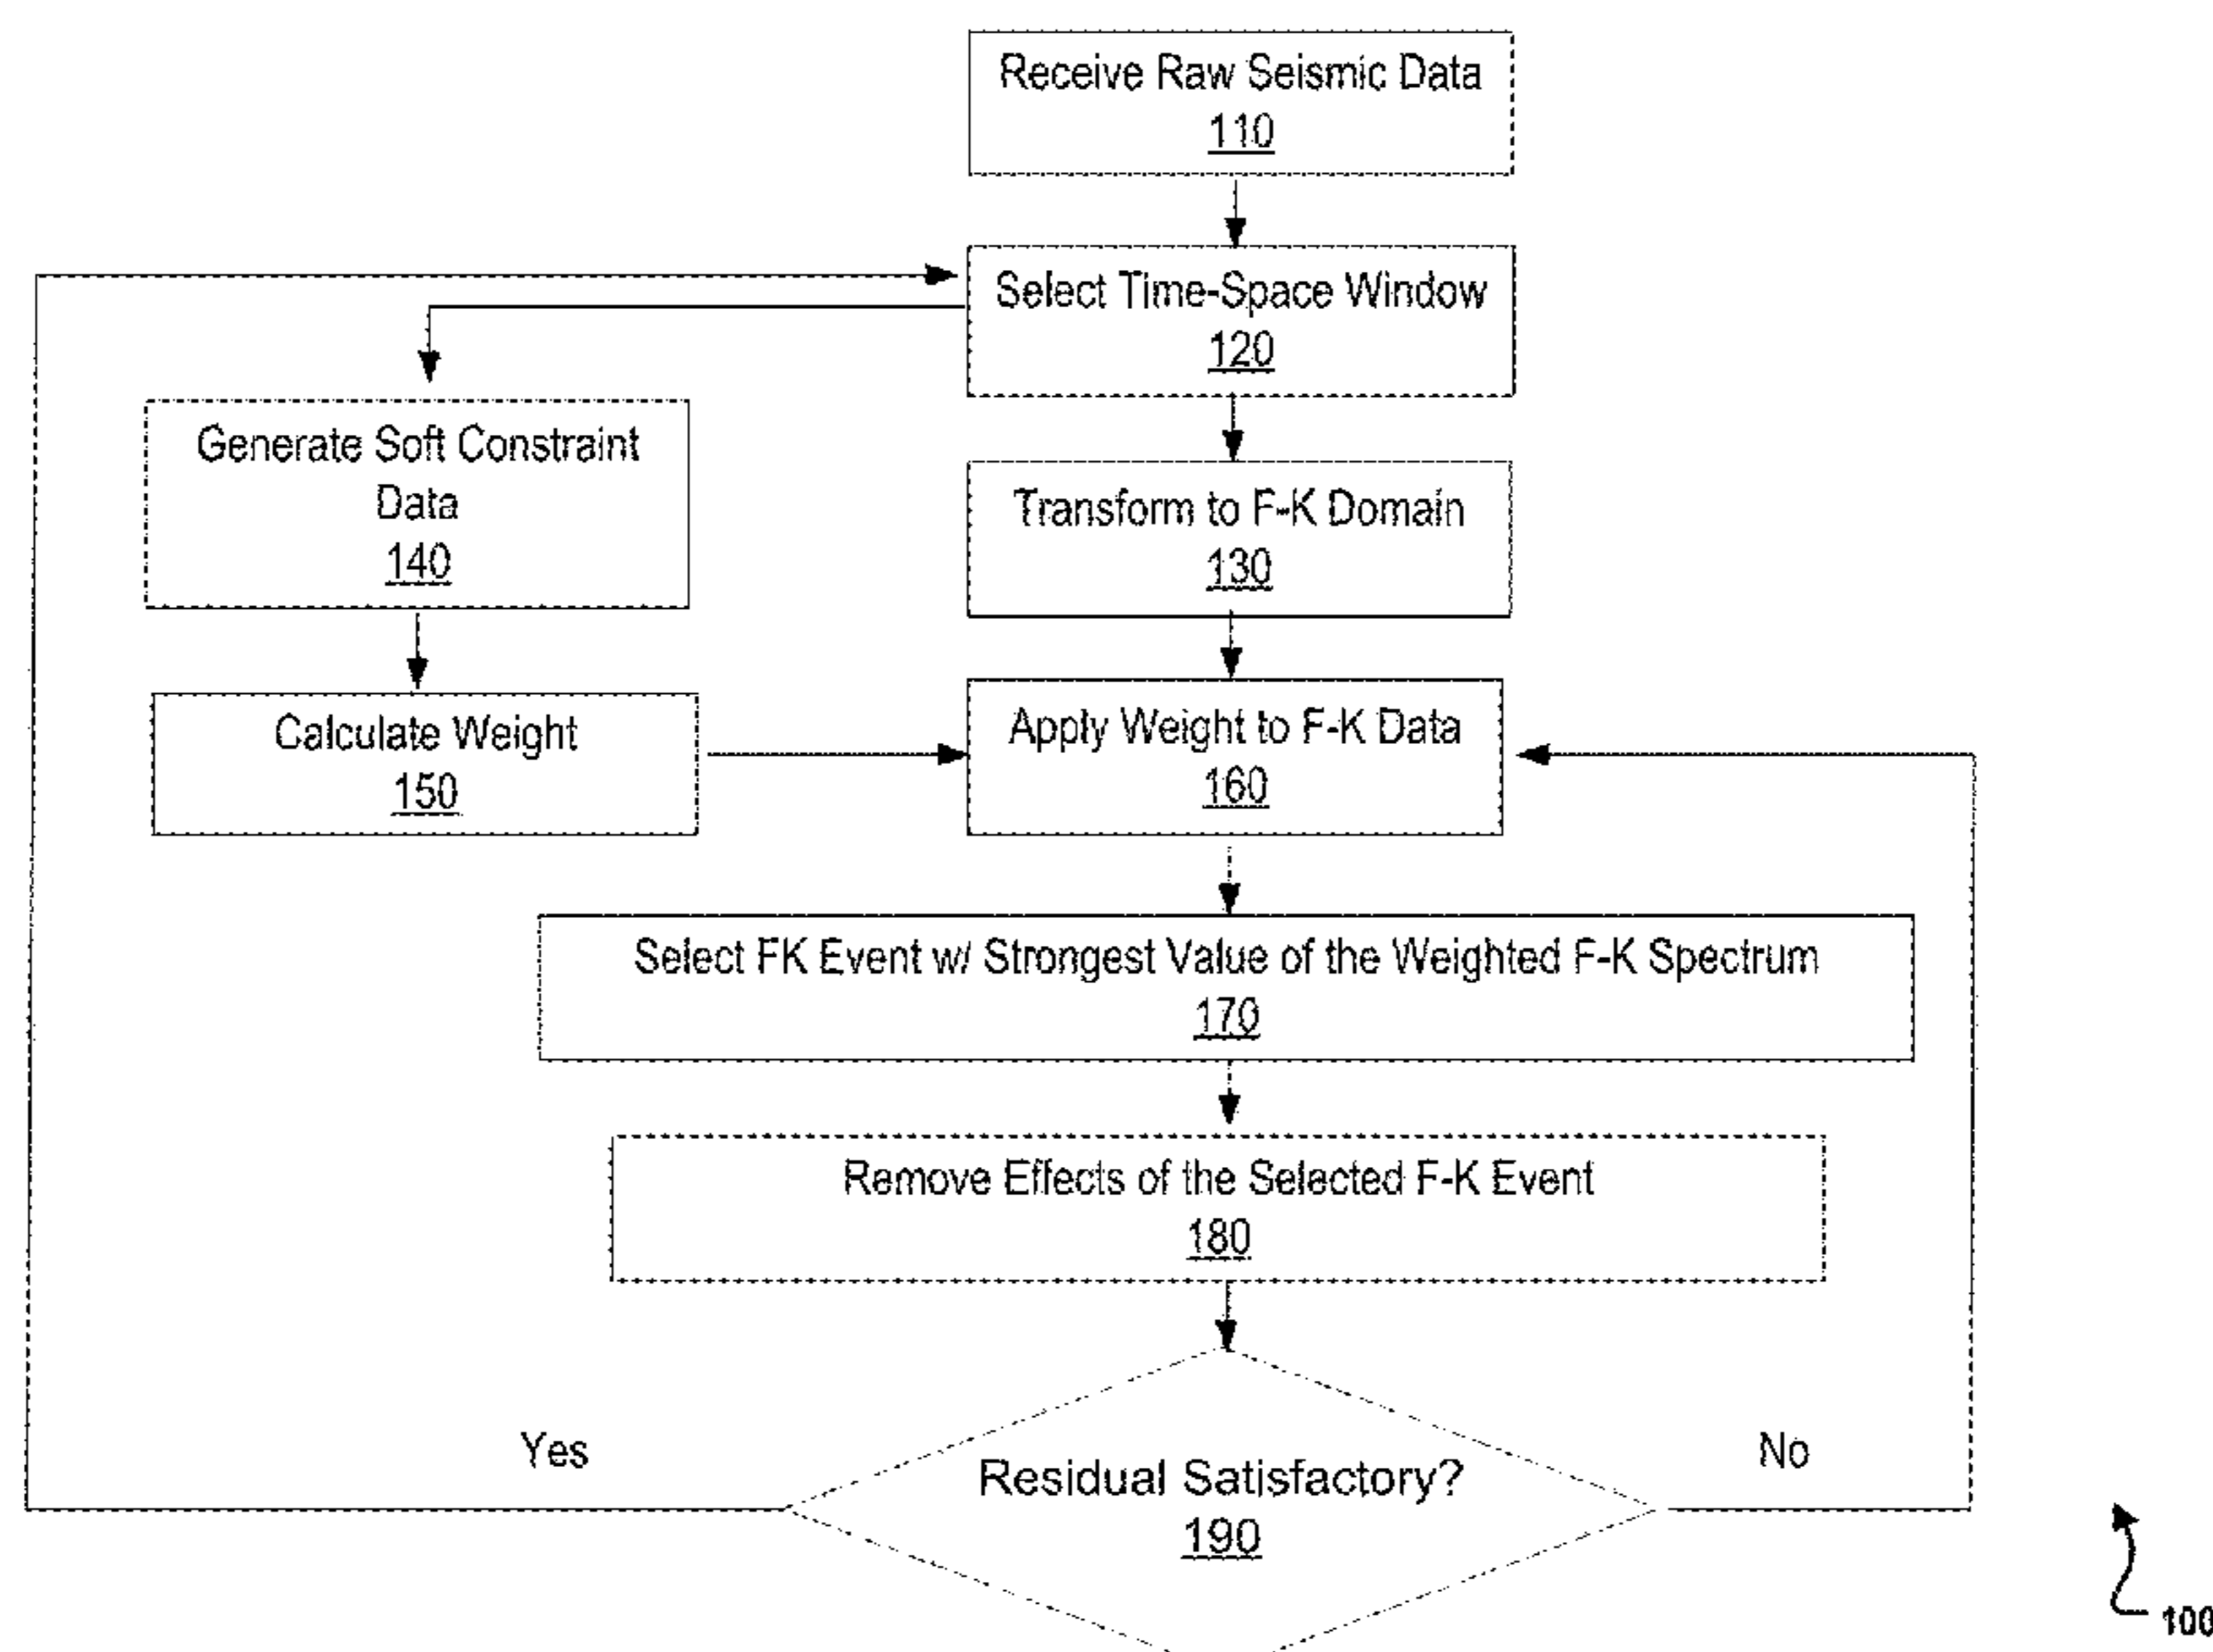 Receive Raw Seismic Data
110
Select Time-Space Window
120
Generate Soft Constraint
Data
140
Transform to F-K Domain
130
Calculate Weight
150
Apply Weight to F-K Data
160
Select FK Event w/ Strongest Value of the Weighted F-K Spectrum
170
Remove Effects of the Selected F-K Event
180
Yes
Residual Satisfactory?
190
No
100